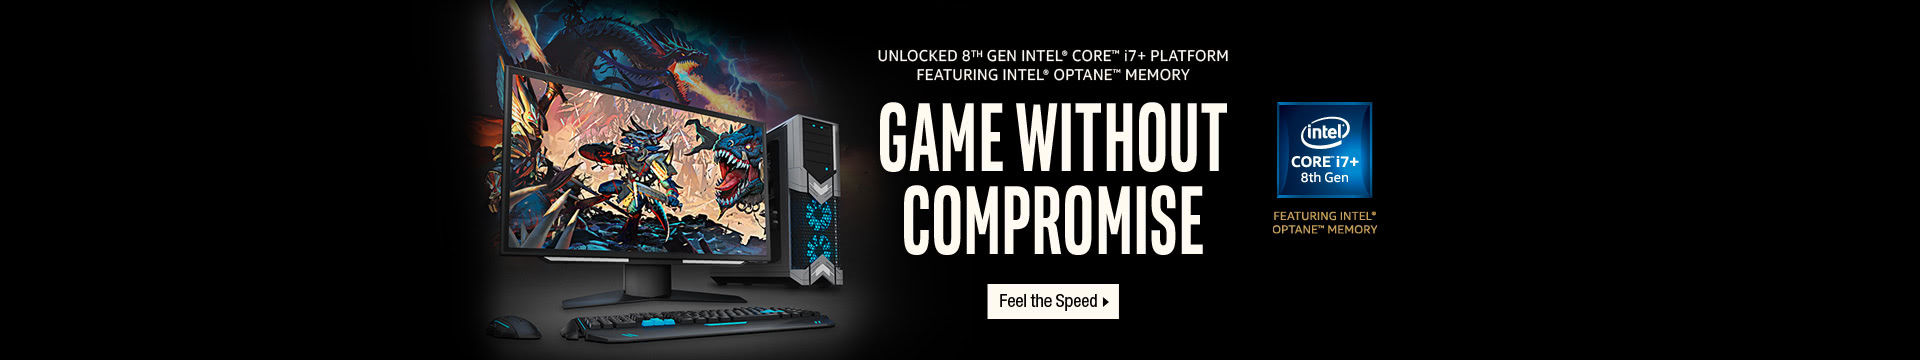 UNLOCKED 8TH GEN INTEL® CORE™ i7+ PLATFORM
FEATURING INTEL® OPTANE™ MEMORY
GAME WITHOUT
COMPROMISE
Feel the Speed
intel
CORE™ i7+
8th Gen
FEATURING INTEL®
OPTANE™ MEMORY